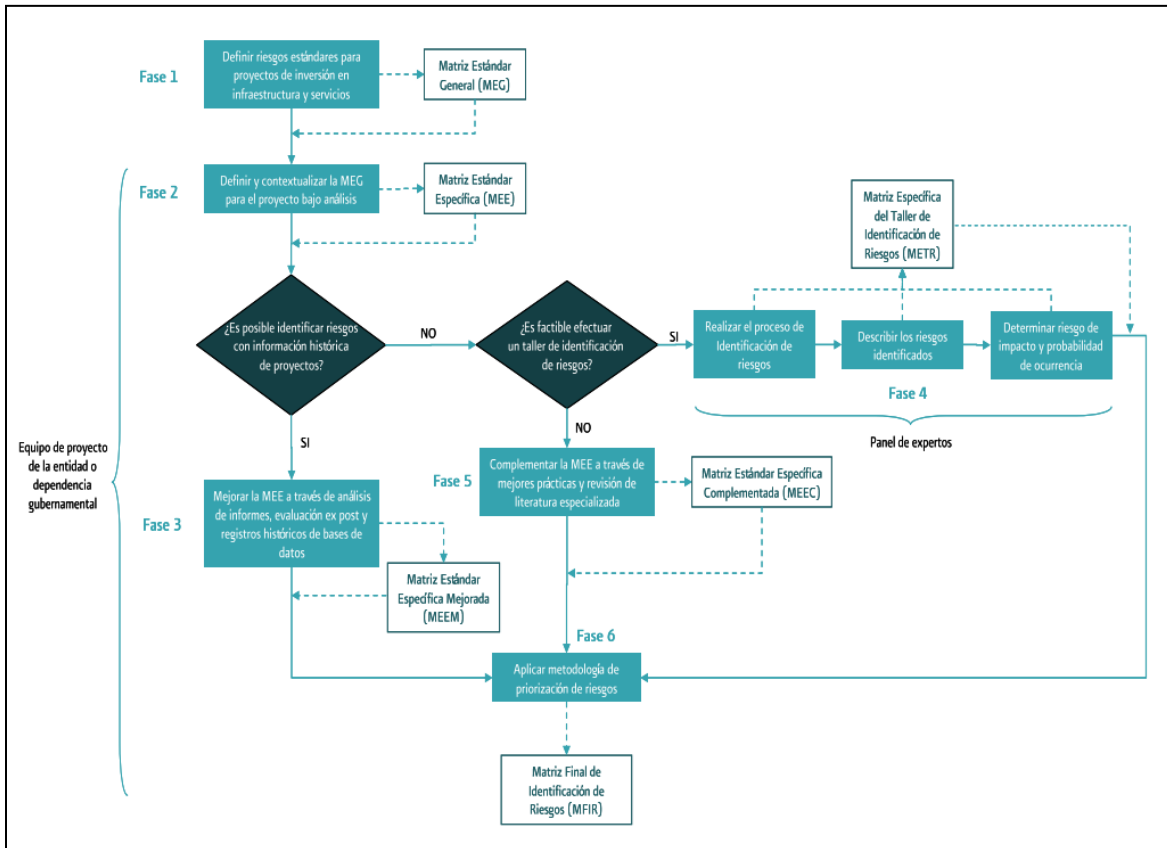 Fase 1
Definir riesgos estándares para
proyectos de inversión en
infraestructura y servicios
Matriz Estándar
General (MEG)
Fase 2
Definir y contextualizar la MEG
para el proyecto bajo análisis
Matriz Estándar
Específica (MEE)
Matriz Específica
del Taller de
Identificación de
Riesgos (METR)
¿Es posible identificar riesgos
con información histórica
de proyectos?
NO
¿Es factible efectuar
un taller de identificación
de riesgos?
SI
Realizar el proceso de
Identificación de
riesgos
Describir los riesgos
identificados
Determinar riesgo de
impacto y probabilidad
de ocurrencia
Fase 4
Panel de expertos
SI
NO
Equipo de proyecto
de la entidad o
dependencia
gubernamental
Fase 3
Mejorar la MEE a través de análisis
de informes, evaluación ex post y
registros históricos de bases de
datos
Matriz Estándar
Específica Mejorada
(MEEM)
Fase 5
Complementar la MEE a través de
mejores prácticas y revisión de
literatura especializada
Matriz Estándar Específica
Complementada (MEEC)
Fase 6
Aplicar metodología de
priorización de riesgos
Matriz Final de
Identificación de
Riesgos (MFIR)